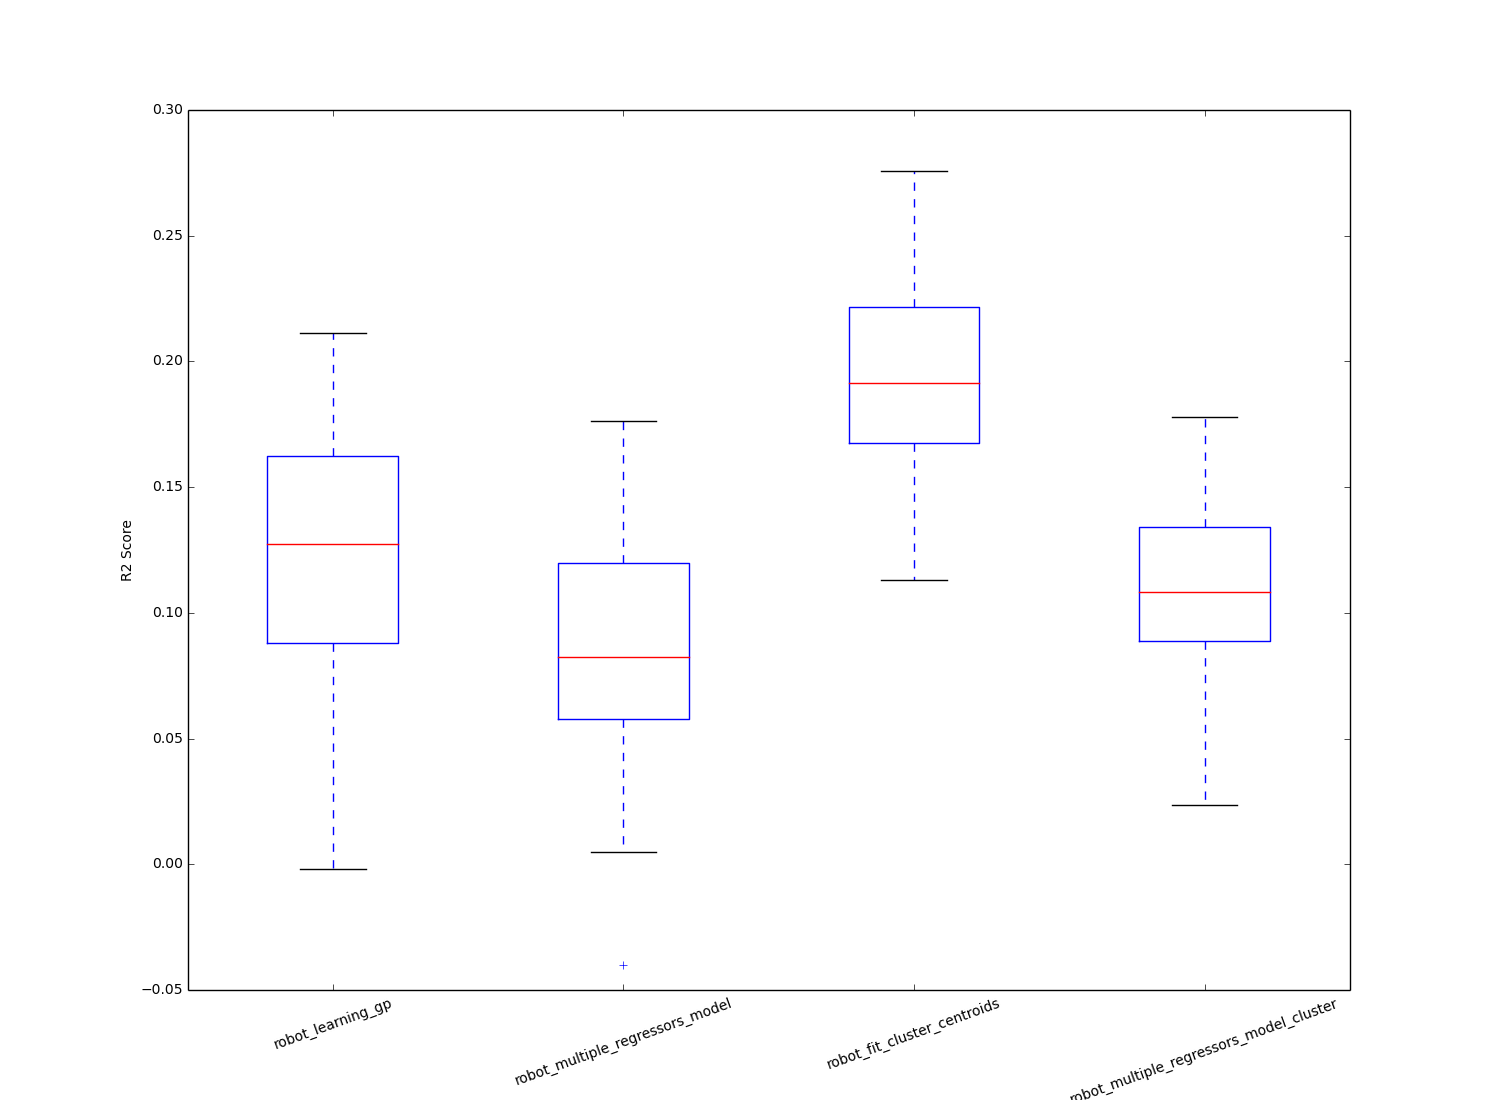 0.30
0.25
0.20
0.15
0.10
0.05
0.00
−0.05
R2 Score
robot_learning_gp
robot_multiple_regressors_model
robot_fit_cluster_centroids
robot_multiple_regressors_model_cluster